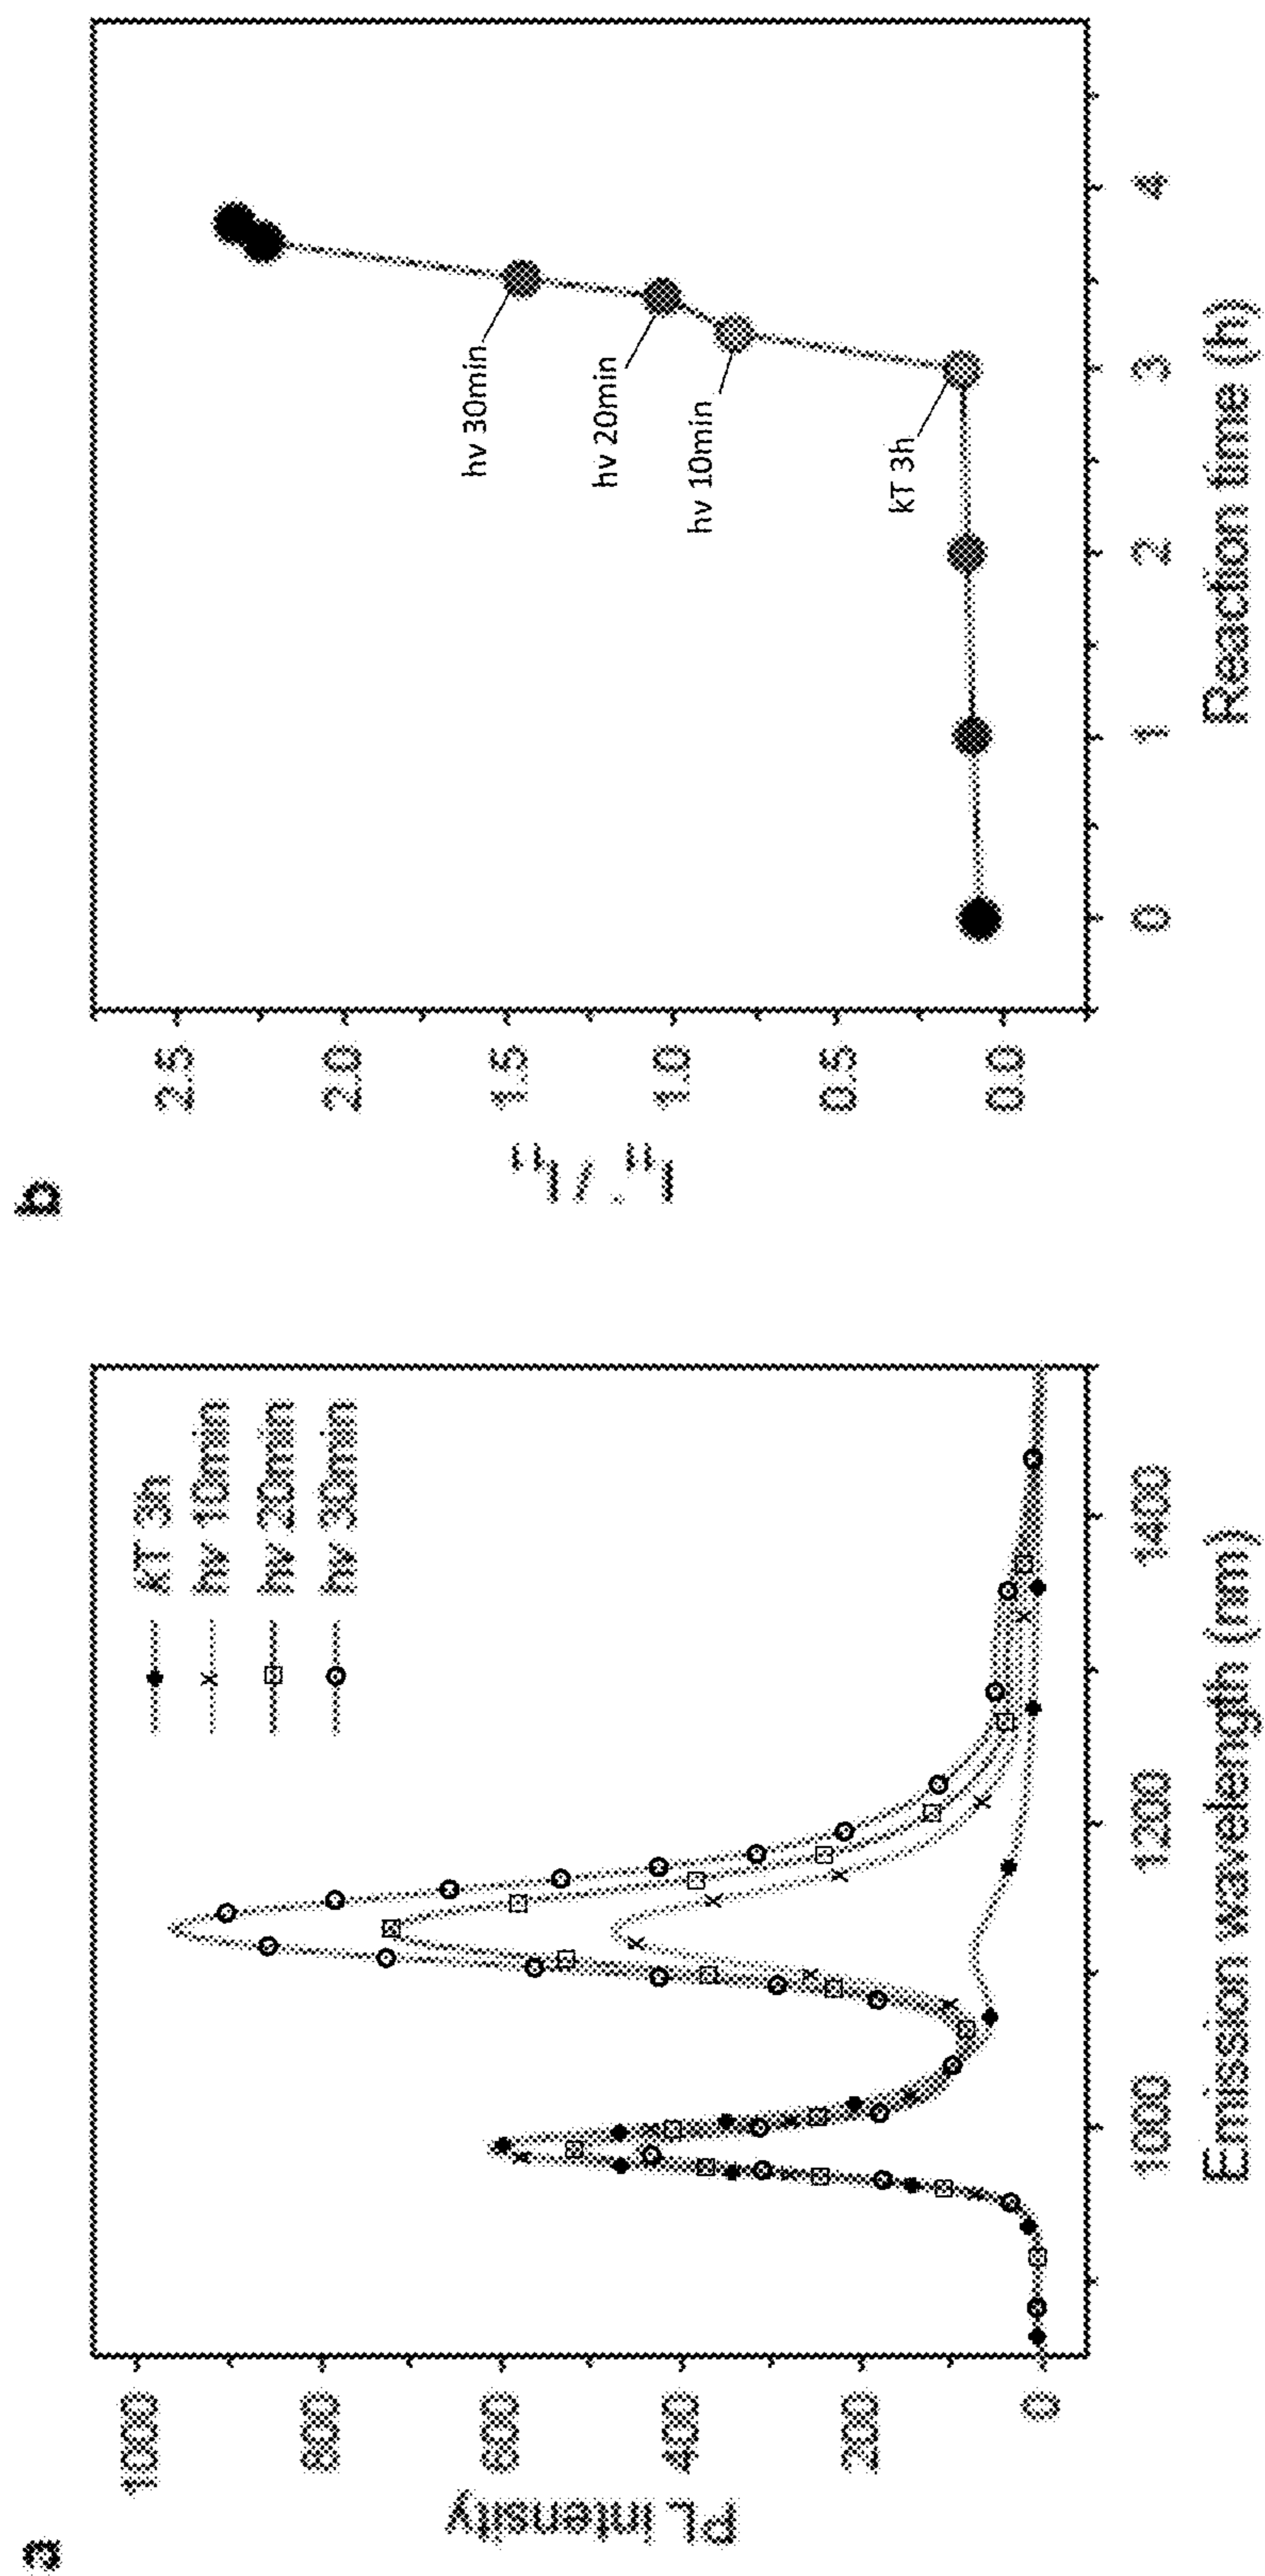 a
PL intensity
1000
800
600
400
200
0
kT 3h
hv 10min
hv 20min
hv 30min
1000
1200
1400
Emission wavelength (nm)
b
I₁₁⁻ / I₁₁
2.5
2.0
1.5
1.0
0.5
0.0
hv 30min
hv 20min
hv 10min
kT 3h
0
1
2
3
4
Reaction time (h)